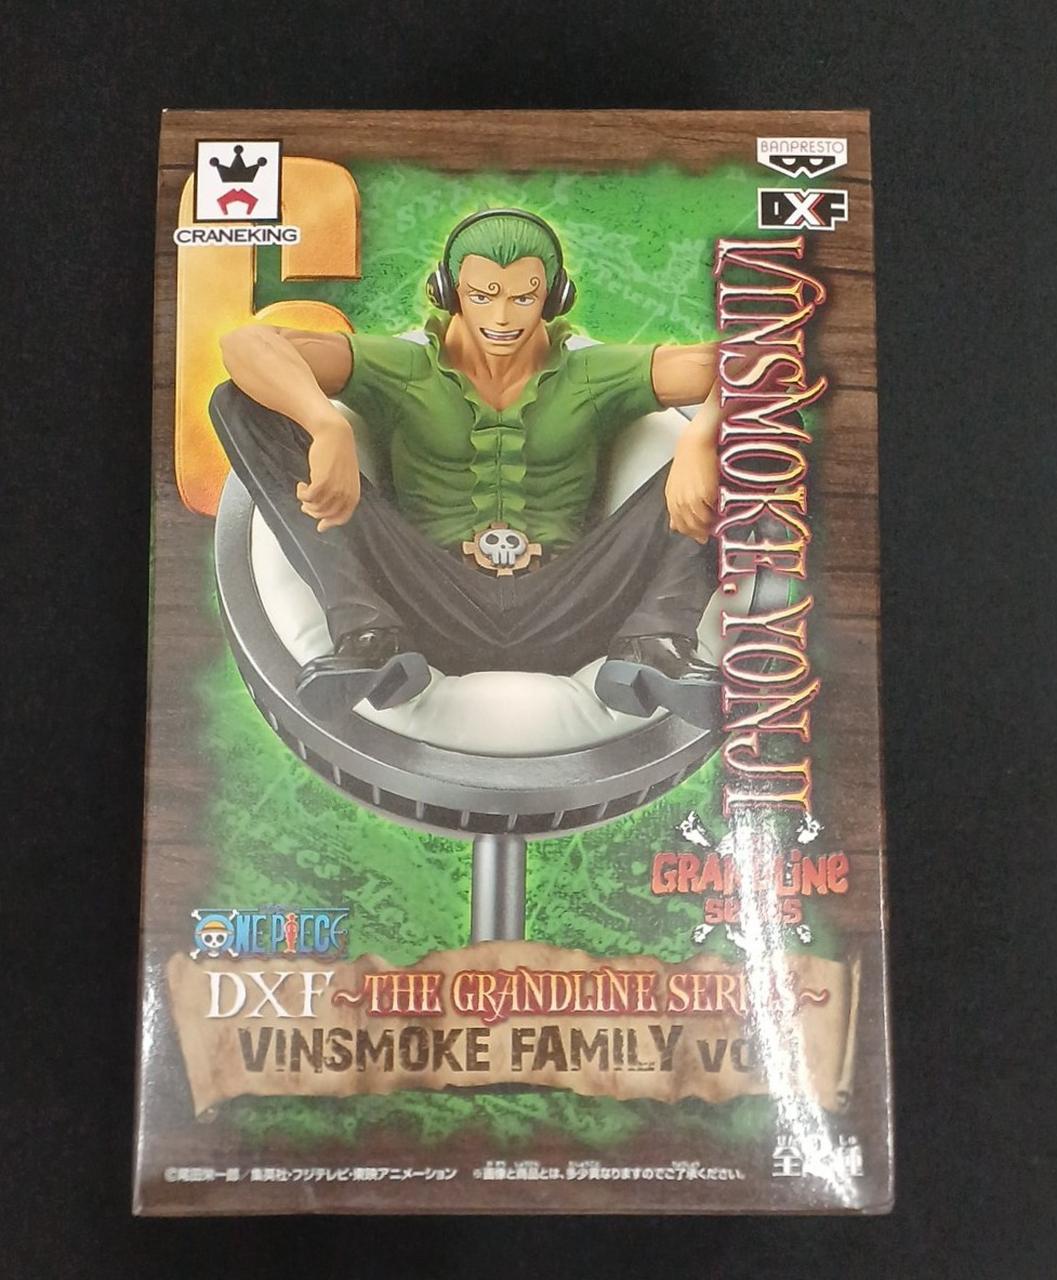 CRANEKING
BANPRESTO
DXF
VINSMOKE.YONJI
GRANDLINE
SERIES
ONE PIECE
DXF ~THE GRANDLINE SERIES~
VINSMOKE FAMILY
©尾田栄一郎/集英社・フジテレビ・東映アニメーション
※画像と商品とは、多少異なりますのでご了承ください。